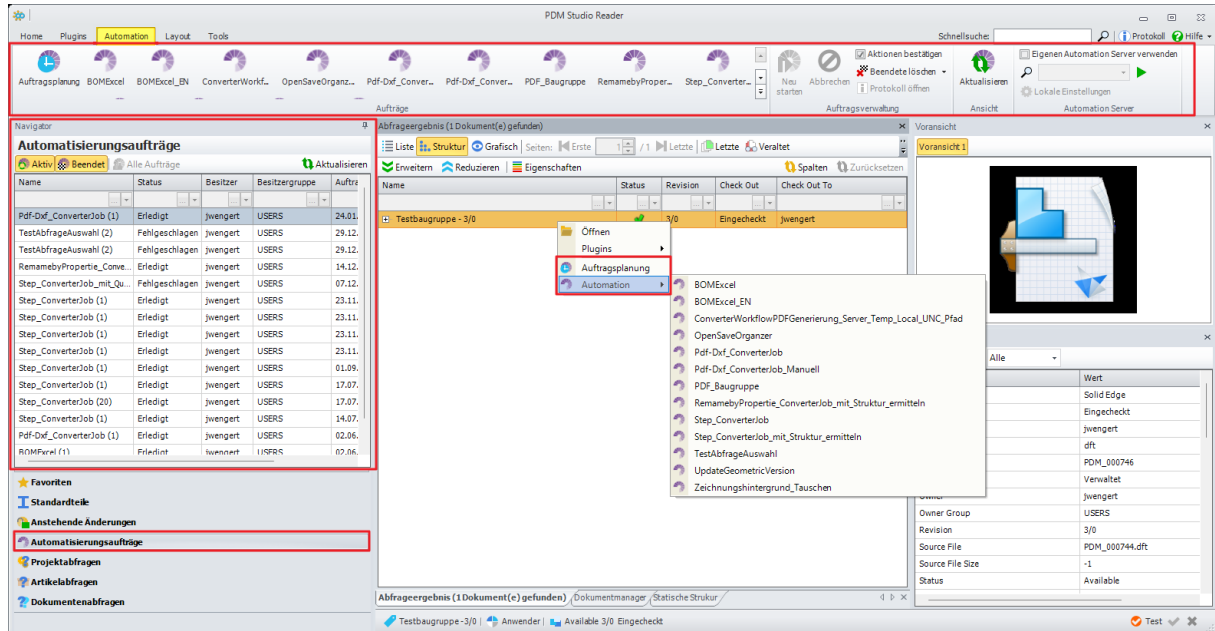 PDM Studio Reader
Home Plugins Automation Layout Tools Schnellsuche: Protokoll Hilfe
Auftragsplanung BOMExcel BOMExcel_EN ConverterWorkf... OpenSaveOrganz... Pdf-Dxf_Conver... Pdf-Dxf_Conver... PDF_Baugruppe RemamebyProper... Step_Converter...
Neu starten Abbrechen
Aktionen bestätigen
Beendete löschen
Protokoll öffnen
Aktualisieren
Eigenen Automation Server verwenden
Lokale Einstellungen
Aufträge Auftragsverwaltung Ansicht Automation Server
Navigator
Automatisierungsaufträge
Aktiv Beendet Alle Aufträge Aktualisieren
Name Status Besitzer Besitzergruppe Auftra
Pdf-Dxf_ConverterJob (1) Erledigt jwengert USERS 24.01.
TestAbfrageAuswahl (2) Fehlgeschlagen jwengert USERS 29.12.
TestAbfrageAuswahl (2) Fehlgeschlagen jwengert USERS 29.12.
RemamebyPropertie_Conve... Erledigt jwengert USERS 14.12.
Step_ConverterJob_mit_Qu... Fehlgeschlagen jwengert USERS 07.12.
Step_ConverterJob (1) Erledigt jwengert USERS 23.11.
Step_ConverterJob (1) Erledigt jwengert USERS 23.11.
Step_ConverterJob (1) Erledigt jwengert USERS 23.11.
Step_ConverterJob (1) Erledigt jwengert USERS 23.11.
Step_ConverterJob (1) Erledigt jwengert USERS 01.09.
Step_ConverterJob (1) Erledigt jwengert USERS 17.07.
Step_ConverterJob (20) Erledigt jwengert USERS 17.07.
Step_ConverterJob (1) Erledigt jwengert USERS 14.07.
Pdf-Dxf_ConverterJob (1) Erledigt jwengert USERS 02.06.
BOMExcel (1) Erledigt jwengert USERS 02.06.
Favoriten
Standardteile
Anstehende Änderungen
Automatisierungsaufträge
Projektabfragen
Artikelabfragen
Dokumentenabfragen
Abfrageergebnis (1 Dokument(e) gefunden)
Liste Struktur Grafisch Seiten: Erste 1 / 1 Letzte Letzte Veraltet
Erweitern Reduzieren Eigenschaften Spalten Zurücksetzen
Name Status Revision Check Out Check Out To
Testbaugruppe - 3/0 3/0 Eingecheckt jwengert
Öffnen
Plugins
Auftragsplanung
Automation
BOMExcel
BOMExcel_EN
ConverterWorkflowPDFGenerierung_Server_Temp_Local_UNC_Pfad
OpenSaveOrganzer
Pdf-Dxf_ConverterJob
Pdf-Dxf_ConverterJob_Manuell
PDF_Baugruppe
RemamebyPropertie_ConverterJob_mit_Struktur_ermitteln
Step_ConverterJob
Step_ConverterJob_mit_Struktur_ermitteln
TestAbfrageAuswahl
UpdateGeometricVersion
Zeichnungshintergrund_Tauschen
Abfrageergebnis (1 Dokument(e) gefunden) Dokumentmanager Statische Strukur
Voransicht
Voransicht 1
Alle
Wert
Solid Edge
Eingecheckt
jwengert
dft
PDM_000746
Verwaltet
Owner jwengert
Owner Group USERS
Revision 3/0
Source File PDM_000744.dft
Source File Size -1
Status Available
Testbaugruppe -3/0 Anwender Available 3/0 Eingecheckt Test